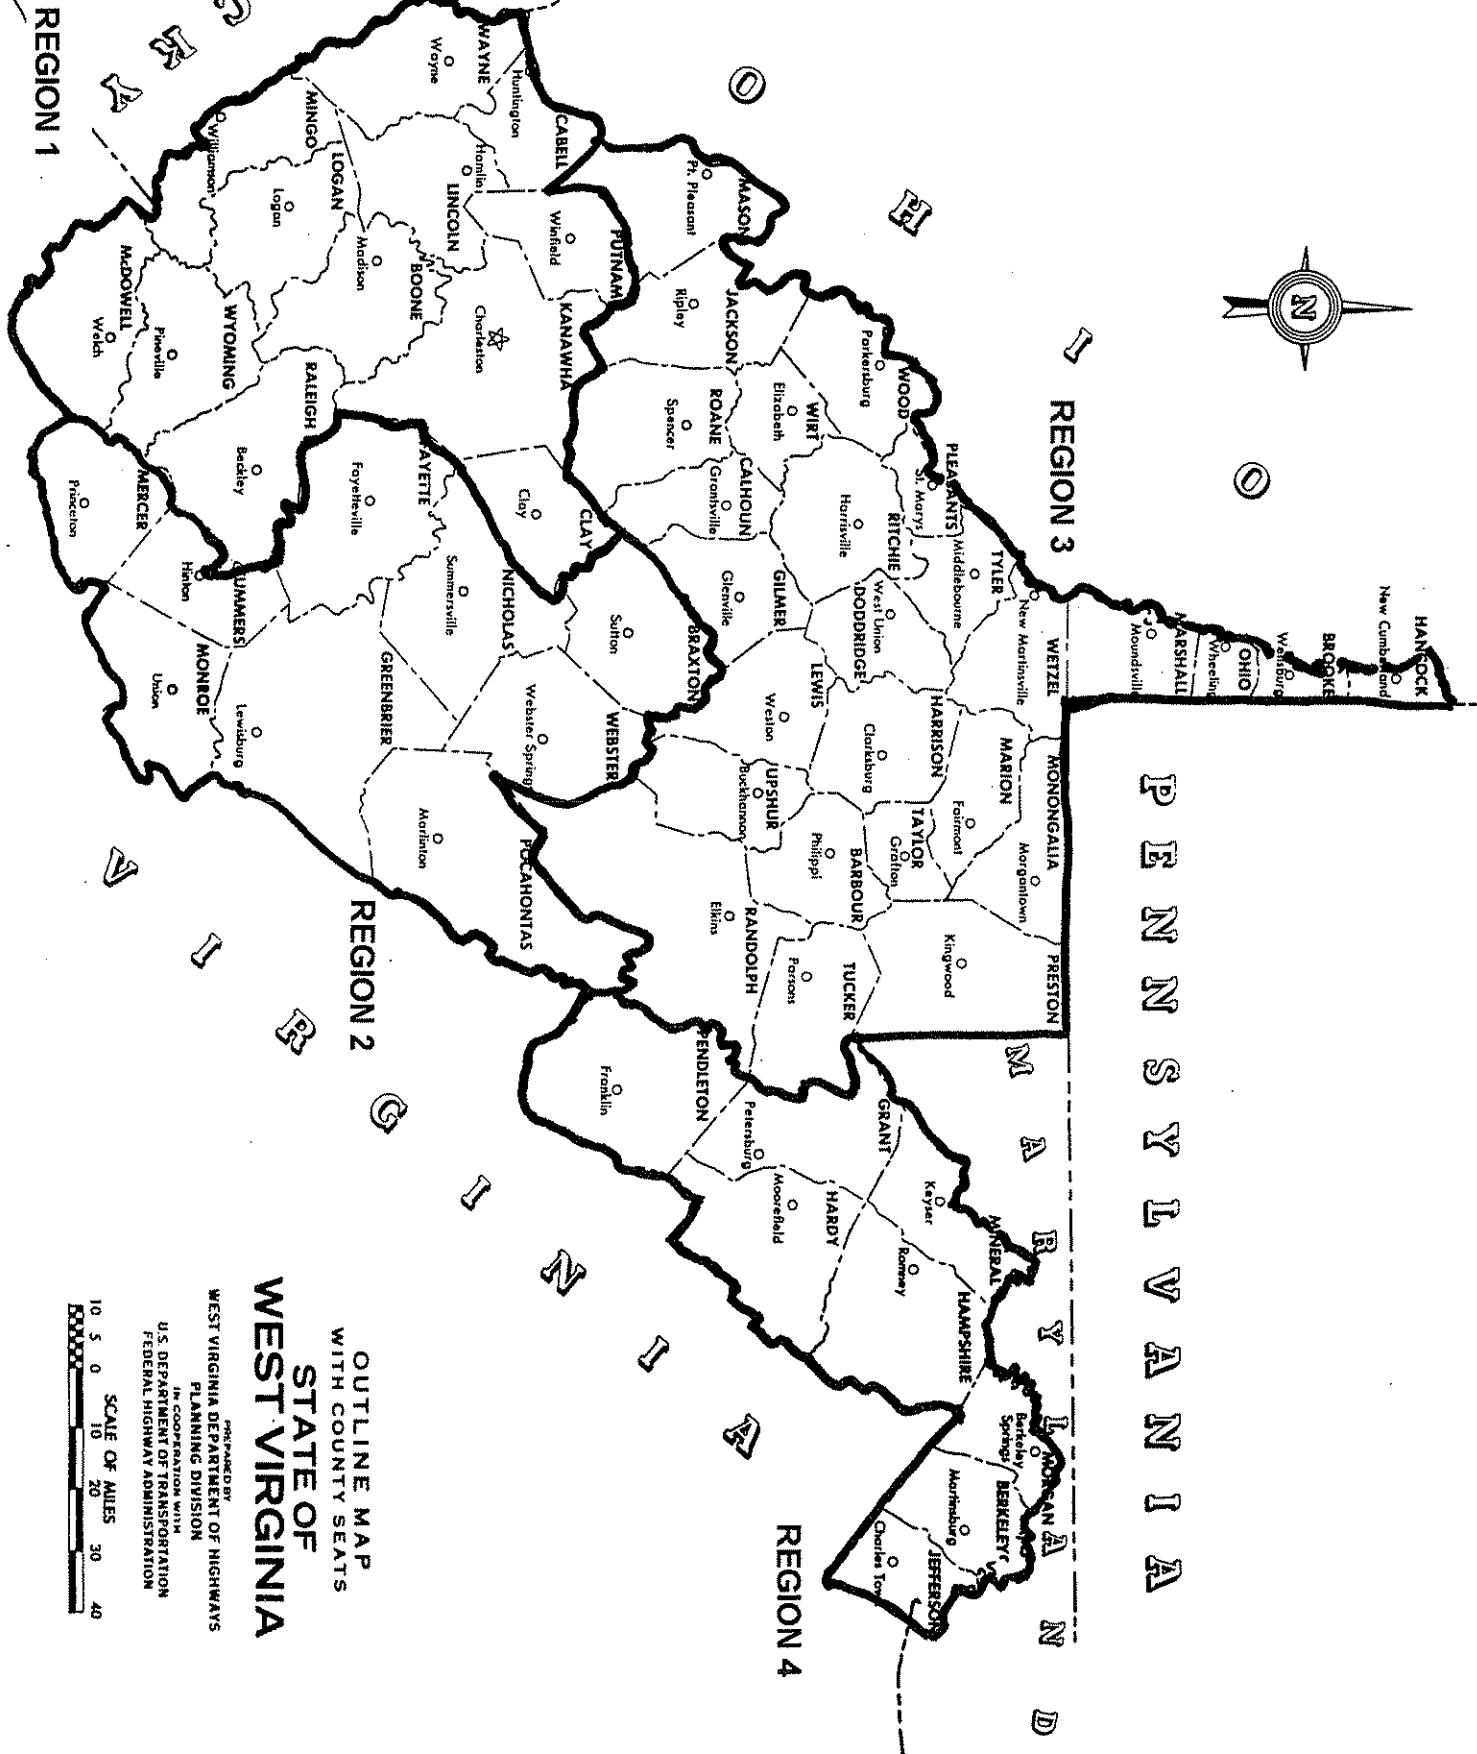 REGION 1
REGION 2
REGION 3
REGION 4
N
O H I O
PENNSYLVANIA
MARYLAND
VIRGINIA
K
HANCOCK
New Cumberland
BROOKE
Wellsburg
OHIO
Wheeling
MARSHALL
Moundsville
WETZEL
New Martinsville
TYLER
Middlebourne
PLEASANTS
St. Marys
WOOD
Parkersburg
RITCHIE
Harrisville
DODDRIDGE
West Union
HARRISON
Clarksburg
MARION
Fairmont
MONONGALIA
Morgantown
PRESTON
Kingwood
TAYLOR
Grafton
BARBOUR
Philippi
TUCKER
Parsons
RANDOLPH
Elkins
UPSHUR
Buckhannon
LEWIS
Weston
GILMER
Glenville
CALHOUN
Grantsville
WIRT
Elizabeth
ROANE
Spencer
JACKSON
Ripley
MASON
Pt. Pleasant
PUTNAM
Winfield
CABELL
Huntington
WAYNE
Wayne
LINCOLN
Hamlin
KANAWHA
Charleston
BOONE
Madison
LOGAN
Logan
MINGO
Williamson
McDOWELL
Welch
WYOMING
Pineville
RALEIGH
Beckley
MERCER
Princeton
SUMMERS
Hinton
MONROE
Union
GREENBRIER
Lewisburg
FAYETTE
Fayetteville
NICHOLAS
Summersville
CLAY
Clay
BRAXTON
Sutton
WEBSTER
Webster Spring
POCAHONTAS
Marlinton
PENDLETON
Franklin
GRANT
Petersburg
HARDY
Moorefield
MINERAL
Keyser
HAMPSHIRE
Romney
MORGAN
Berkeley
Springs
BERKELEY
Martinsburg
JEFFERSON
Charles Town
OUTLINE MAP
WITH COUNTY SEATS
STATE OF
WEST VIRGINIA
PREPARED BY
WEST VIRGINIA DEPARTMENT OF HIGHWAYS
PLANNING DIVISION
IN COOPERATION WITH
U.S. DEPARTMENT OF TRANSPORTATION
FEDERAL HIGHWAY ADMINISTRATION
SCALE OF MILES
10 5 0 10 20 30 40